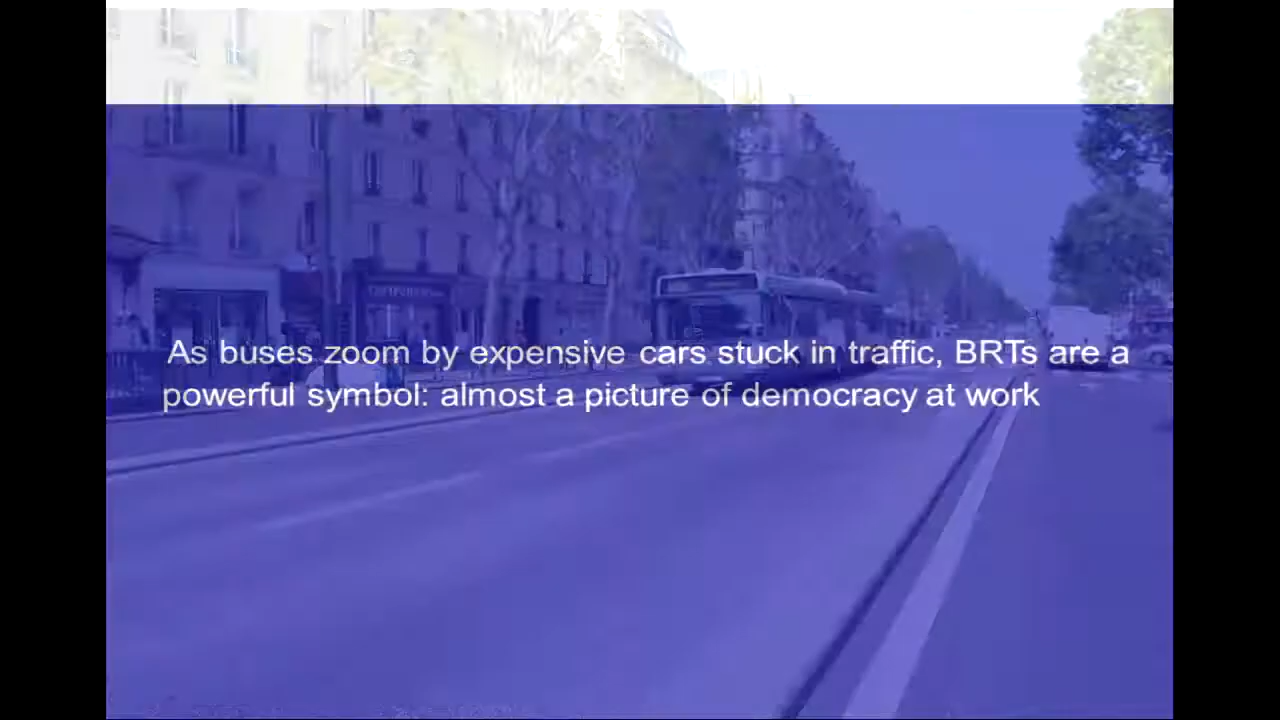 As buses zoom by expensive cars stuck in traffic, BRTs are a
powerful symbol: almost a picture of democracy at work